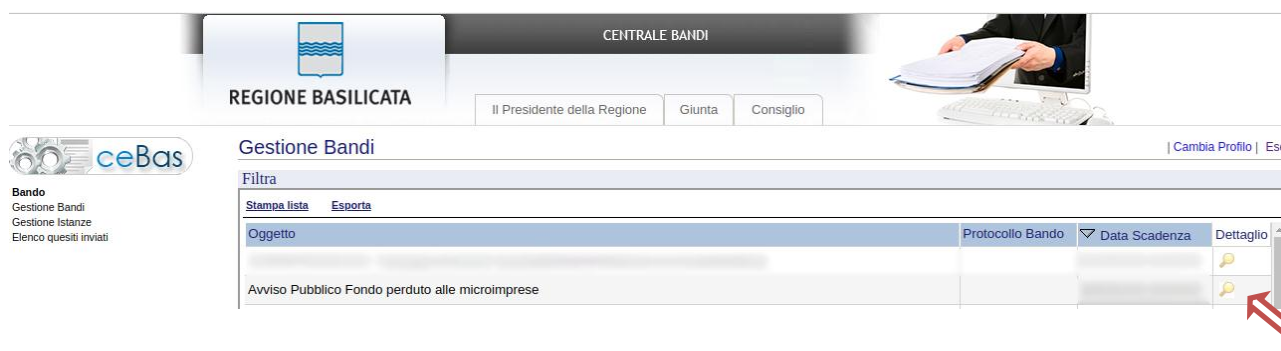 CENTRALE BANDI
REGIONE BASILICATA
Il Presidente della Regione Giunta Consiglio
ceBas
Gestione Bandi
| Cambia Profilo |
Bando
Gestione Bandi
Gestione Istanze
Elenco quesiti inviati
Filtra
Stampa lista Esporta
Oggetto Protocollo Bando Data Scadenza Dettaglio
Avviso Pubblico Fondo perduto alle microimprese